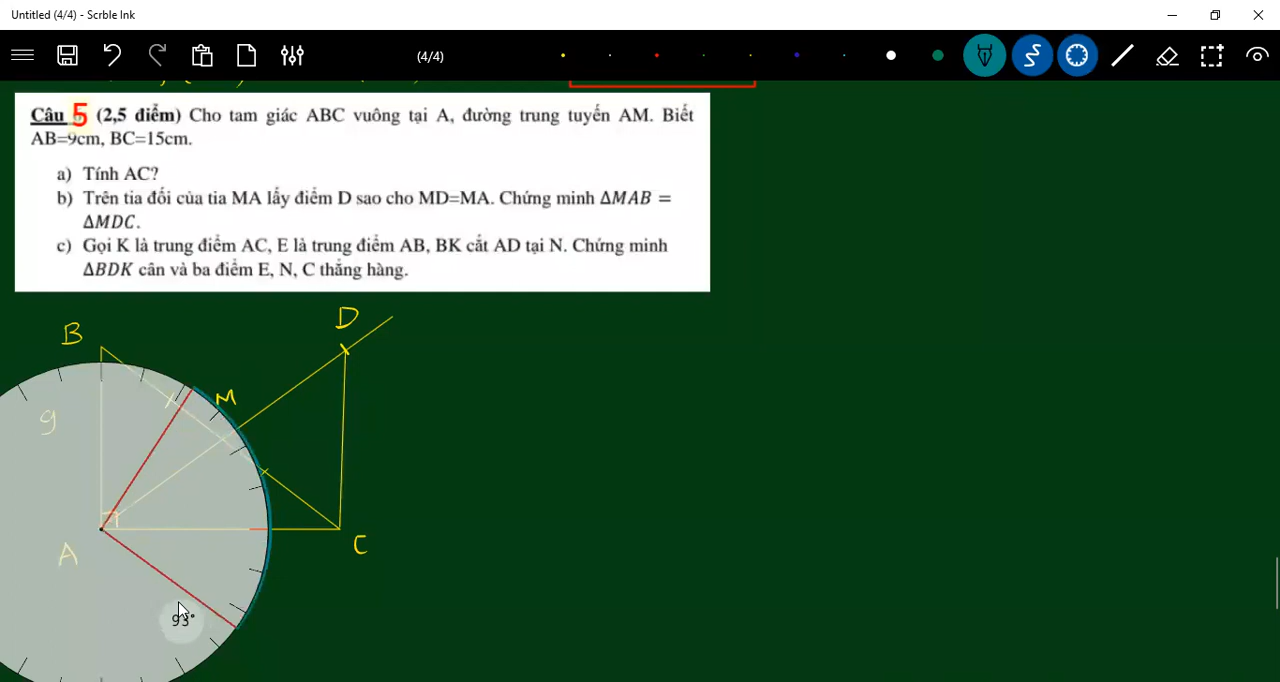 Untitled (4/4) - Scrble Ink
(4/4)
Câu 5 (2,5 điểm) Cho tam giác ABC vuông tại A, đường trung tuyến AM. Biết
AB=9cm, BC=15cm.
a) Tính AC?
b) Trên tia đối của tia MA lấy điểm D sao cho MD=MA. Chứng minh ΔMAB =
ΔMDC.
c) Gọi K là trung điểm AC, E là trung điểm AB, BK cắt AD tại N. Chứng minh
ΔBDK cân và ba điểm E, N, C thẳng hàng.
B
D
M
9
A
C
93°